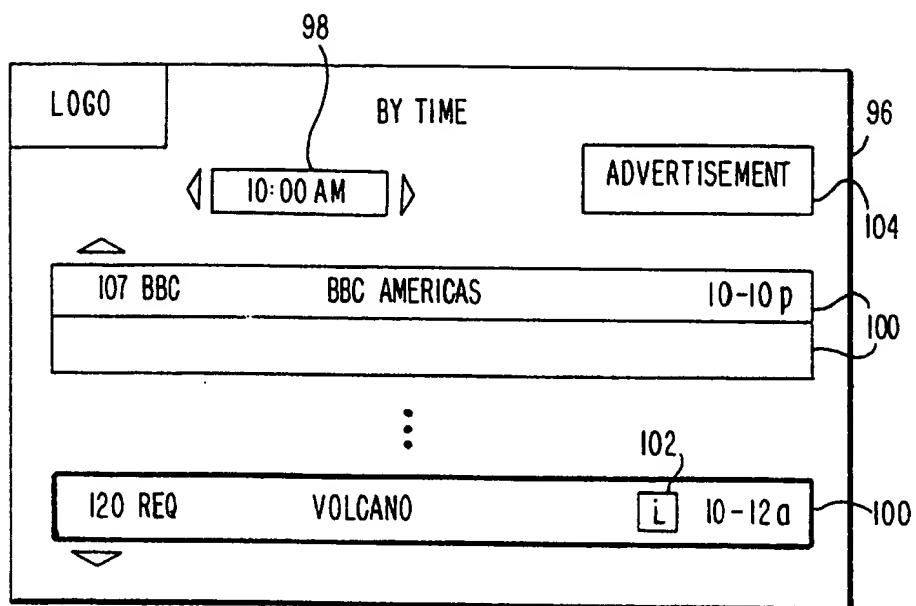 98
LOGO
BY TIME
96
10:00 AM
ADVERTISEMENT
104
107 BBC BBC AMERICAS 10-10 p
100
102
120 REQ VOLCANO i 10-12a
100